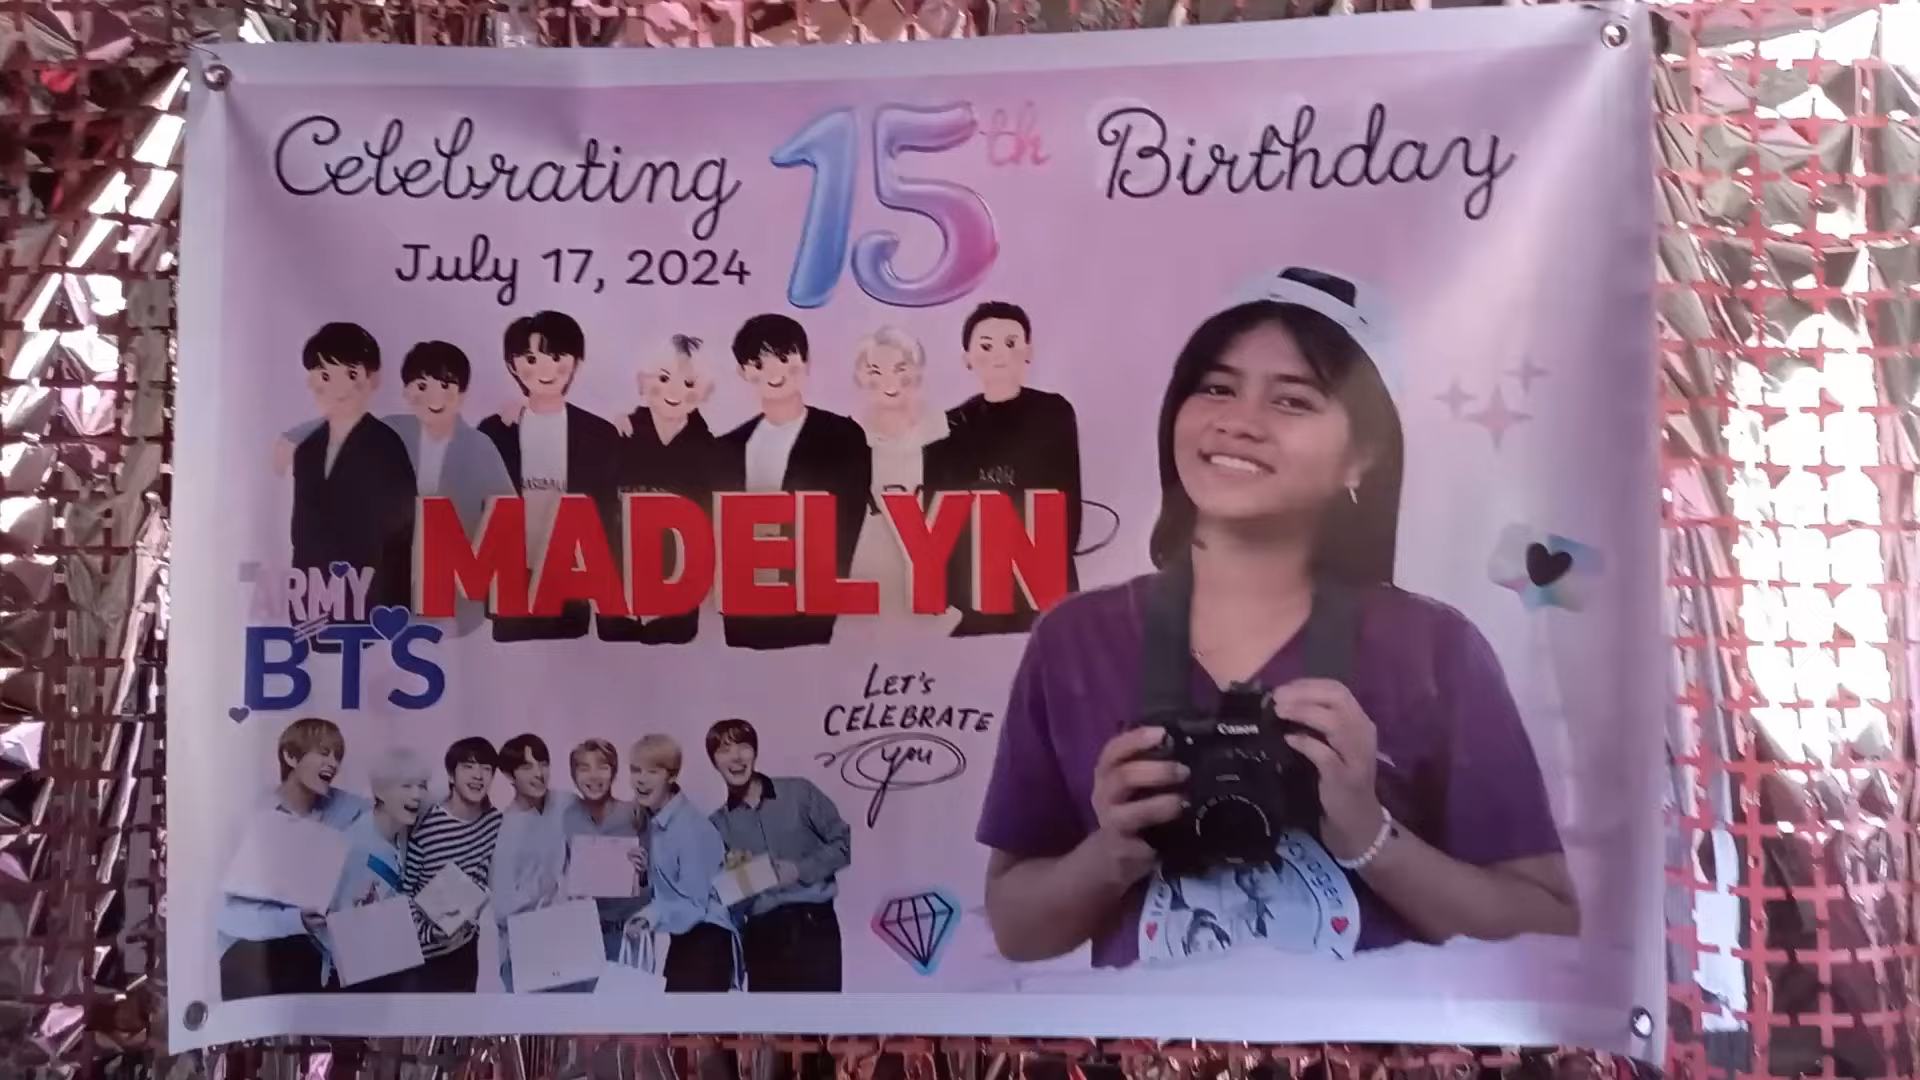 Celebrating 15th Birthday
July 17, 2024
MADELYN
ARMY
BTS
LET'S
CELEBRATE
you
Canon